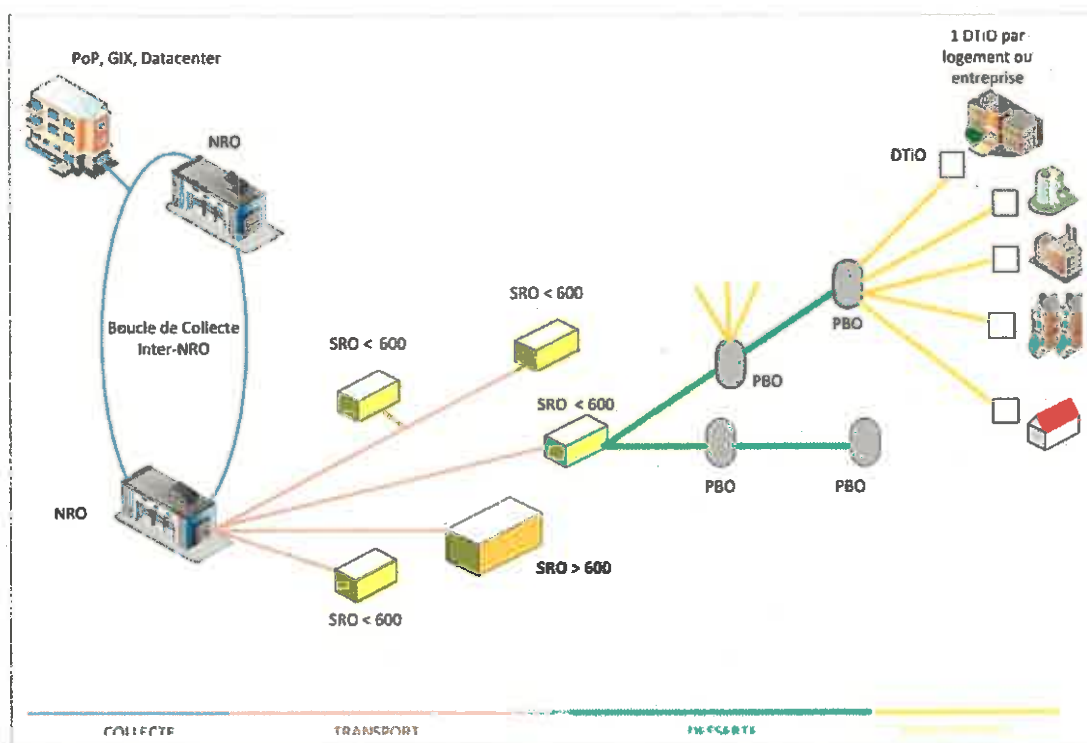 1 DTiO par
logement ou
entreprise
PoP, GIX, Datacenter
NRO
DTiO
SRO < 600
Boucle de Collecte
Inter-NRO
SRO < 600
PBO
PBO
SRO < 600
NRO
PBO
PBO
SRO > 600
SRO < 600
COLLECTE
TRANSPORT
DESSERTE